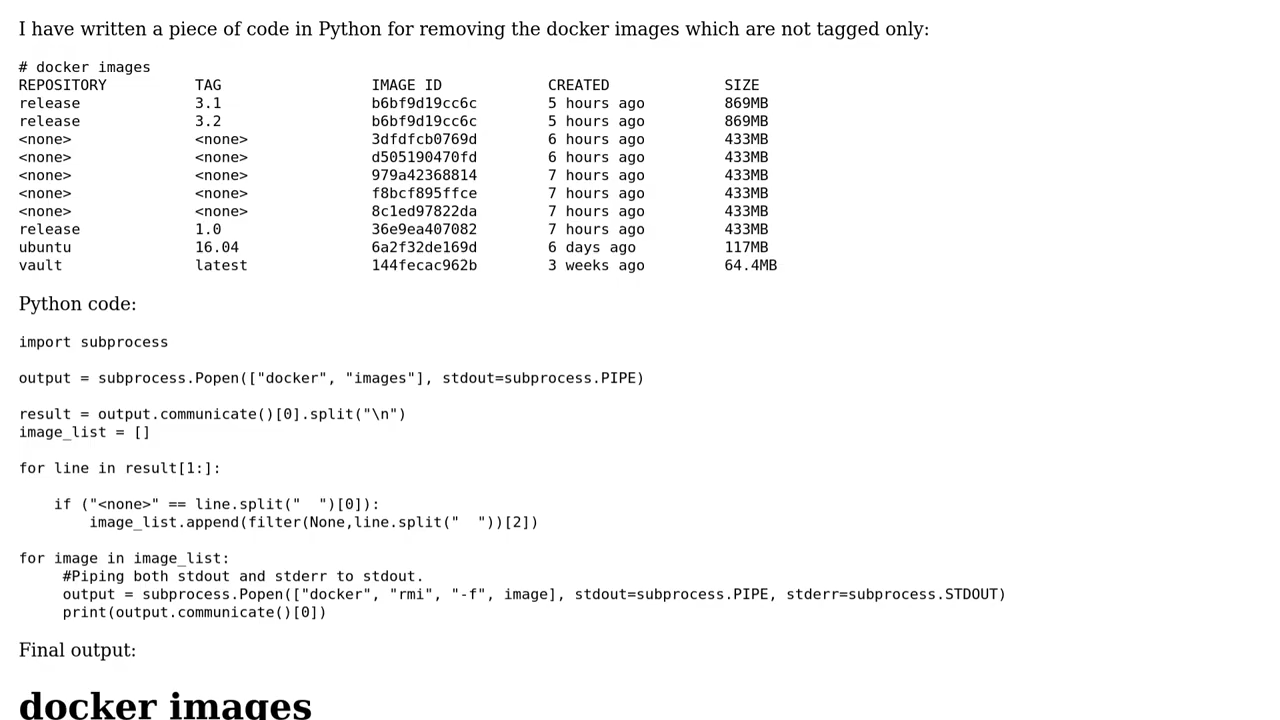 I have written a piece of code in Python for removing the docker images which are not tagged only:
# docker images
REPOSITORY          TAG                 IMAGE ID            CREATED             SIZE
release             3.1                 b6bf9d19cc6c        5 hours ago         869MB
release             3.2                 b6bf9d19cc6c        5 hours ago         869MB
<none>              <none>              3dfdfcb0769d        6 hours ago         433MB
<none>              <none>              d505190470fd        6 hours ago         433MB
<none>              <none>              979a42368814        7 hours ago         433MB
<none>              <none>              f8bcf895ffce        7 hours ago         433MB
<none>              <none>              8c1ed97822da        7 hours ago         433MB
release             1.0                 36e9ea407082        7 hours ago         433MB
ubuntu              16.04               6a2f32de169d        6 days ago          117MB
vault               latest              144fecac962b        3 weeks ago         64.4MB
Python code:
import subprocess
output = subprocess.Popen(["docker", "images"], stdout=subprocess.PIPE)
result = output.communicate()[0].split("\n")
image_list = []
for line in result[1:]:
    if ("<none>" == line.split("  ")[0]):
        image_list.append(filter(None,line.split("  "))[2])
for image in image_list:
     #Piping both stdout and stderr to stdout.
     output = subprocess.Popen(["docker", "rmi", "-f", image], stdout=subprocess.PIPE, stderr=subprocess.STDOUT)
     print(output.communicate()[0])
Final output:
docker images